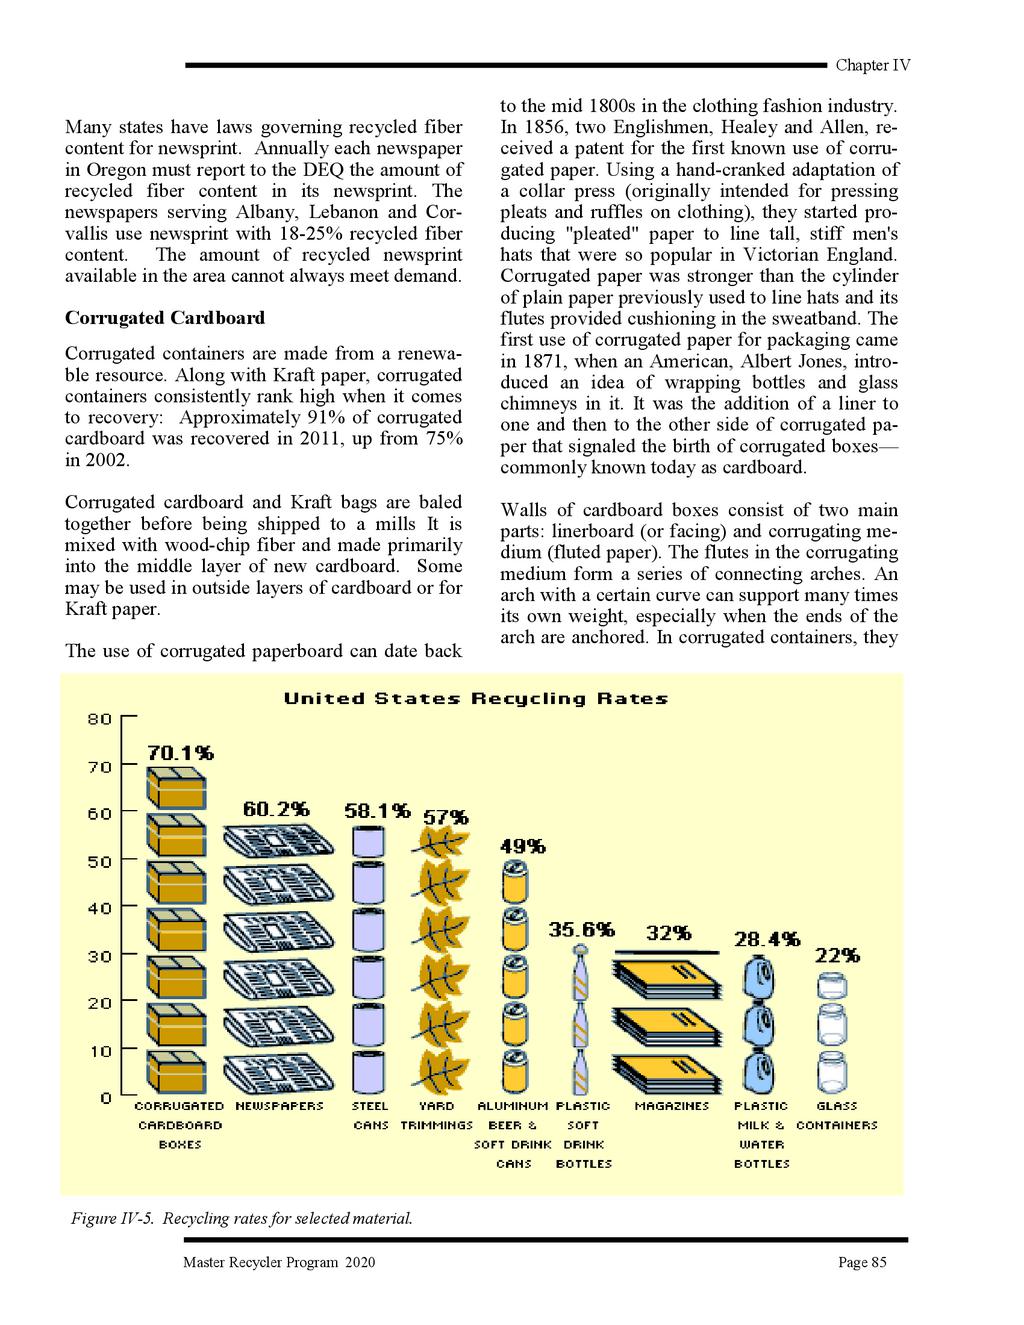 Chapter IV
Many states have laws governing recycled fiber
content for newsprint. Annually each newspaper
in Oregon must report to the DEQ the amount of
recycled fiber content in its newsprint. The
newspapers serving Albany, Lebanon and Cor-
vallis use newsprint with 18-25% recycled fiber
content. The amount of recycled newsprint
available in the area cannot always meet demand.
Corrugated Cardboard
Corrugated containers are made from a renewa-
ble resource. Along with Kraft paper, corrugated
containers consistently rank high when it comes
to recovery: Approximately 91% of corrugated
cardboard was recovered in 2011, up from 75%
in 2002.
Corrugated cardboard and Kraft bags are baled
together before being shipped to a mills It is
mixed with wood-chip fiber and made primarily
into the middle layer of new cardboard. Some
may be used in outside layers of cardboard or for
Kraft paper.
The use of corrugated paperboard can date back
to the mid 1800s in the clothing fashion industry.
In 1856, two Englishmen, Healey and Allen, re-
ceived a patent for the first known use of corru-
gated paper. Using a hand-cranked adaptation of
a collar press (originally intended for pressing
pleats and ruffles on clothing), they started pro-
ducing "pleated" paper to line tall, stiff men's
hats that were so popular in Victorian England.
Corrugated paper was stronger than the cylinder
of plain paper previously used to line hats and its
flutes provided cushioning in the sweatband. The
first use of corrugated paper for packaging came
in 1871, when an American, Albert Jones, intro-
duced an idea of wrapping bottles and glass
chimneys in it. It was the addition of a liner to
one and then to the other side of corrugated pa-
per that signaled the birth of corrugated boxes—
commonly known today as cardboard.
Walls of cardboard boxes consist of two main
parts: linerboard (or facing) and corrugating me-
dium (fluted paper). The flutes in the corrugating
medium form a series of connecting arches. An
arch with a certain curve can support many times
its own weight, especially when the ends of the
arch are anchored. In corrugated containers, they
United States Recycling Rates
80
70
60
50
40
30
20
10
0
70.1%
60.2%
58.1%
57%
49%
35.6%
32%
28.4%
22%
CORRUGATED
CARDBOARD
BOXES
NEWSPAPERS
STEEL
CANS
YARD
TRIMMINGS
ALUMINUM
BEER &
SOFT DRINK
CANS
PLASTIC
SOFT
DRINK
BOTTLES
MAGAZINES
PLASTIC
MILK &
WATER
BOTTLES
GLASS
CONTAINERS
Figure IV-5. Recycling rates for selected material.
Master Recycler Program 2020
Page 85